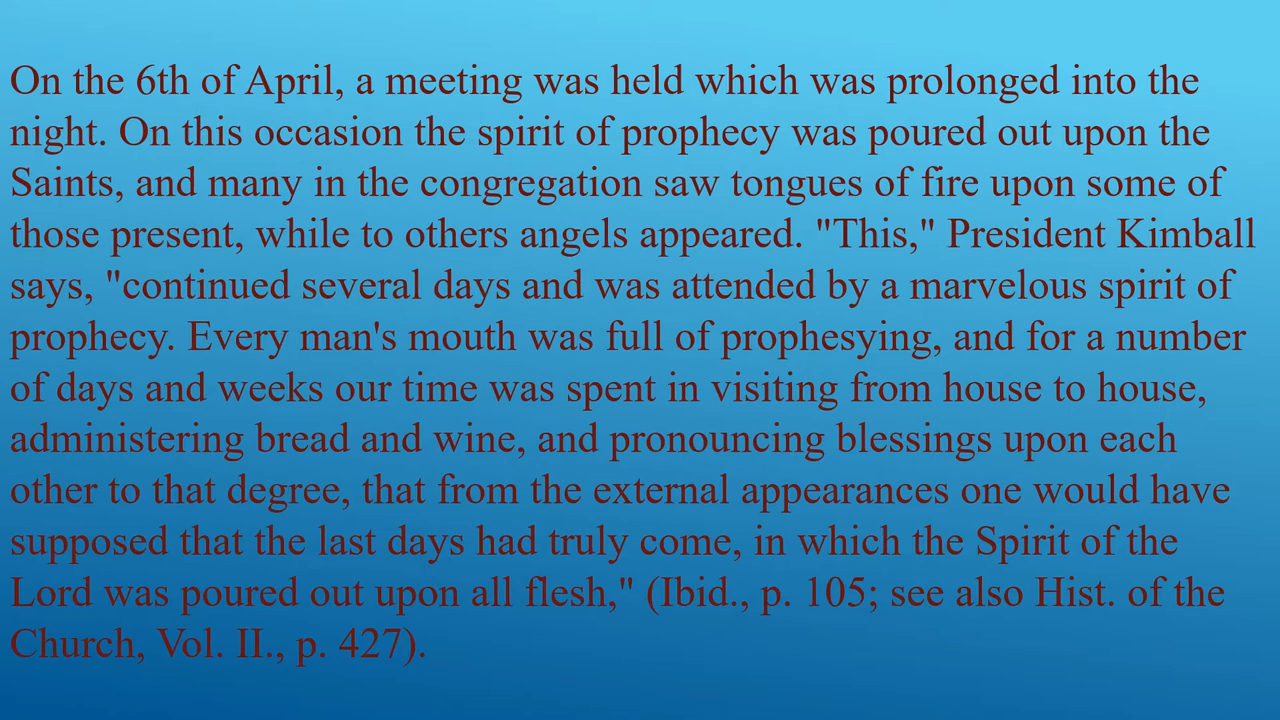 On the 6th of April, a meeting was held which was prolonged into the
night. On this occasion the spirit of prophecy was poured out upon the
Saints, and many in the congregation saw tongues of fire upon some of
those present, while to others angels appeared. "This," President Kimball
says, "continued several days and was attended by a marvelous spirit of
prophecy. Every man's mouth was full of prophesying, and for a number
of days and weeks our time was spent in visiting from house to house,
administering bread and wine, and pronouncing blessings upon each
other to that degree, that from the external appearances one would have
supposed that the last days had truly come, in which the Spirit of the
Lord was poured out upon all flesh," (Ibid., p. 105; see also Hist. of the
Church, Vol. II., p. 427).